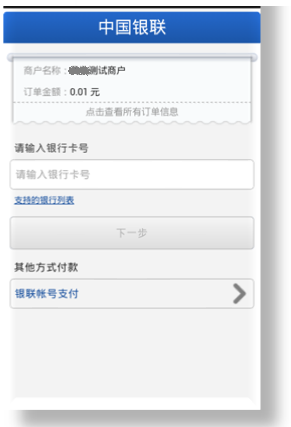 中国银联
商户名称：测试商户
订单金额：0.01 元
点击查看所有订单信息
请输入银行卡号
请输入银行卡号
支持的银行列表
下一步
其他方式付款
银联帐号支付